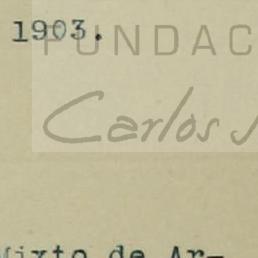 1903.
FUNDAC
Carlos
Mixto de Ar-